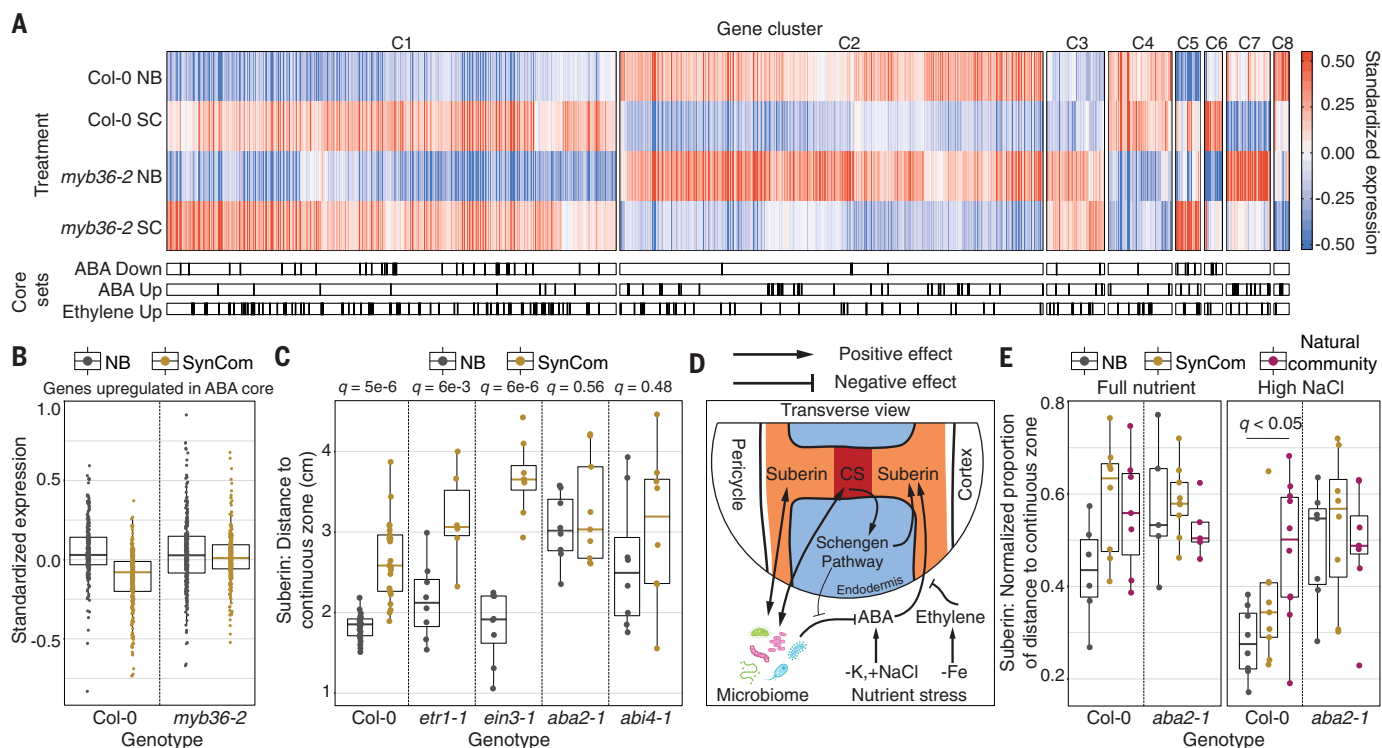 A
Gene cluster
C1 C2 C3 C4 C5 C6 C7 C8
Treatment
Col-0 NB
Col-0 SC
myb36-2 NB
myb36-2 SC
Standardized expression
0.50
0.25
0.00
-0.25
-0.50
Core sets
ABA Down
ABA Up
Ethylene Up
B
NB SynCom
Genes upregulated in ABA core
Standardized expression
1.0
0.5
0.0
-0.5
Col-0 myb36-2
Genotype
C
NB SynCom
q = 5e-6 q = 6e-3 q = 6e-6 q = 0.56 q = 0.48
Suberin: Distance to
continuous zone (cm)
4
3
2
1
Col-0 etr1-1 ein3-1 aba2-1 abi4-1
Genotype
D
Positive effect
Negative effect
Transverse view
Pericycle
Suberin CS Suberin
Cortex
Schengen
Pathway
Endodermis
ABA Ethylene
-K,+NaCl -Fe
Microbiome Nutrient stress
E
NB SynCom Natural
community
Full nutrient High NaCl
q < 0.05
Suberin: Normalized proportion
of distance to continuous zone
0.8
0.6
0.4
0.2
Col-0 aba2-1 Col-0 aba2-1
Genotype